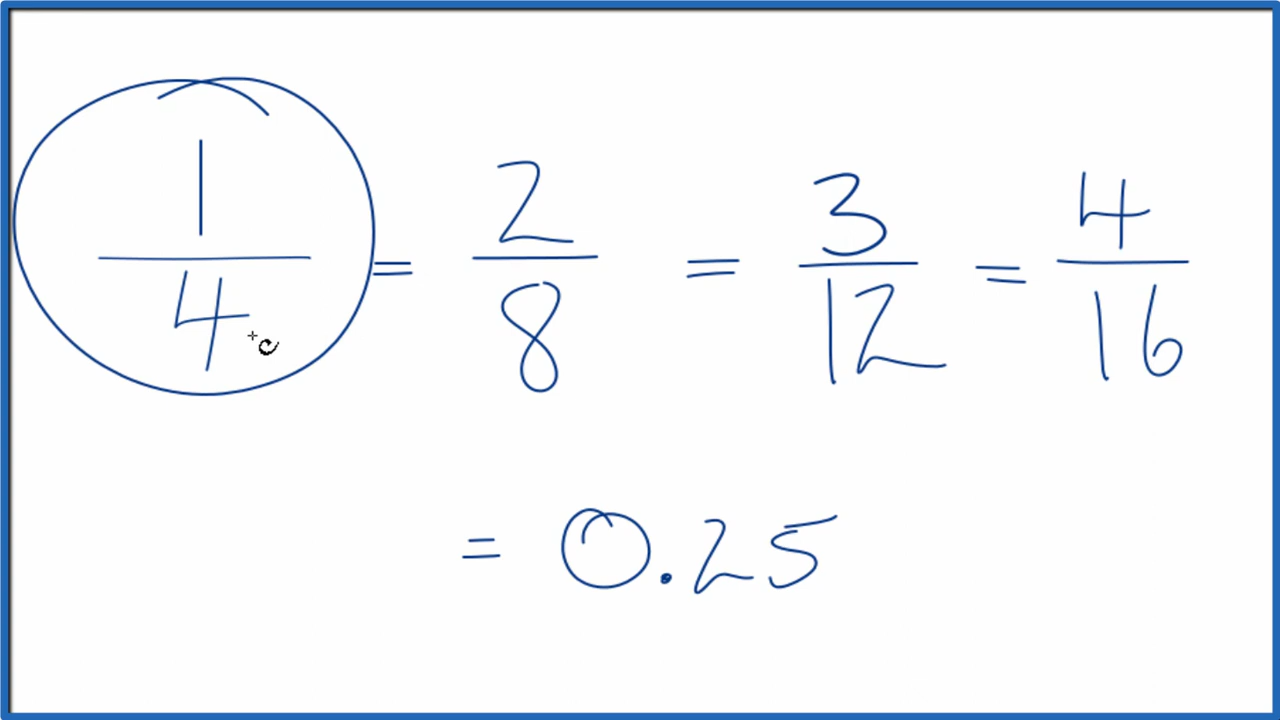 1/4 = 2/8 = 3/12 = 4/16
= 0.25